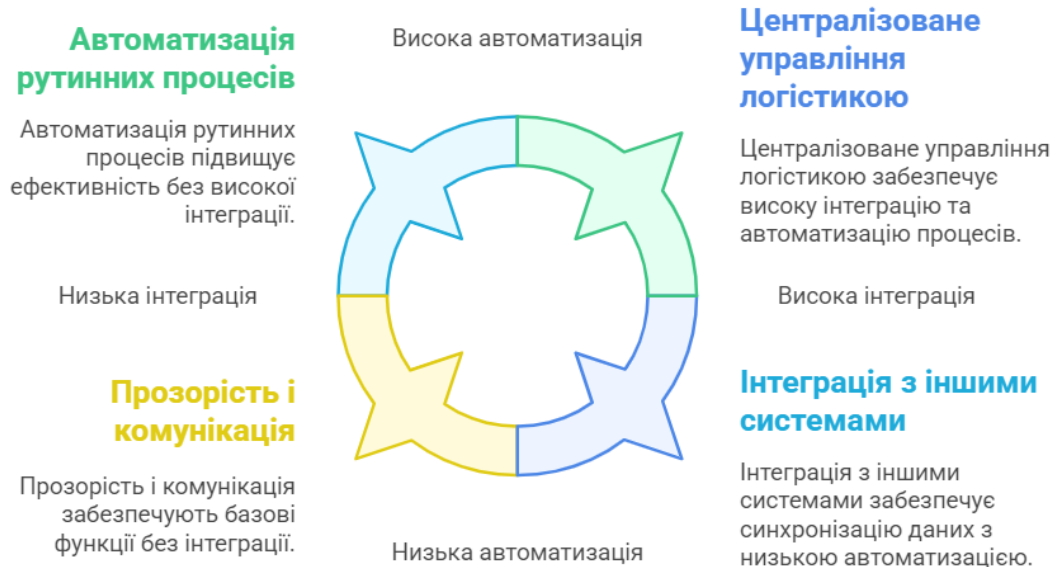 Автоматизація
рутинних процесів
Автоматизація рутинних
процесів підвищує
ефективність без високої
інтеграції.
Висока автоматизація
Централізоване
управління
логістикою
Централізоване управління
логістикою забезпечує
високу інтеграцію та
автоматизацію процесів.
Низька інтеграція
Висока інтеграція
Прозорість і
комунікація
Прозорість і комунікація
забезпечують базові
функції без інтеграції.
Низька автоматизація
Інтеграція з іншими
системами
Інтеграція з іншими
системами забезпечує
синхронізацію даних з
низькою автоматизацією.